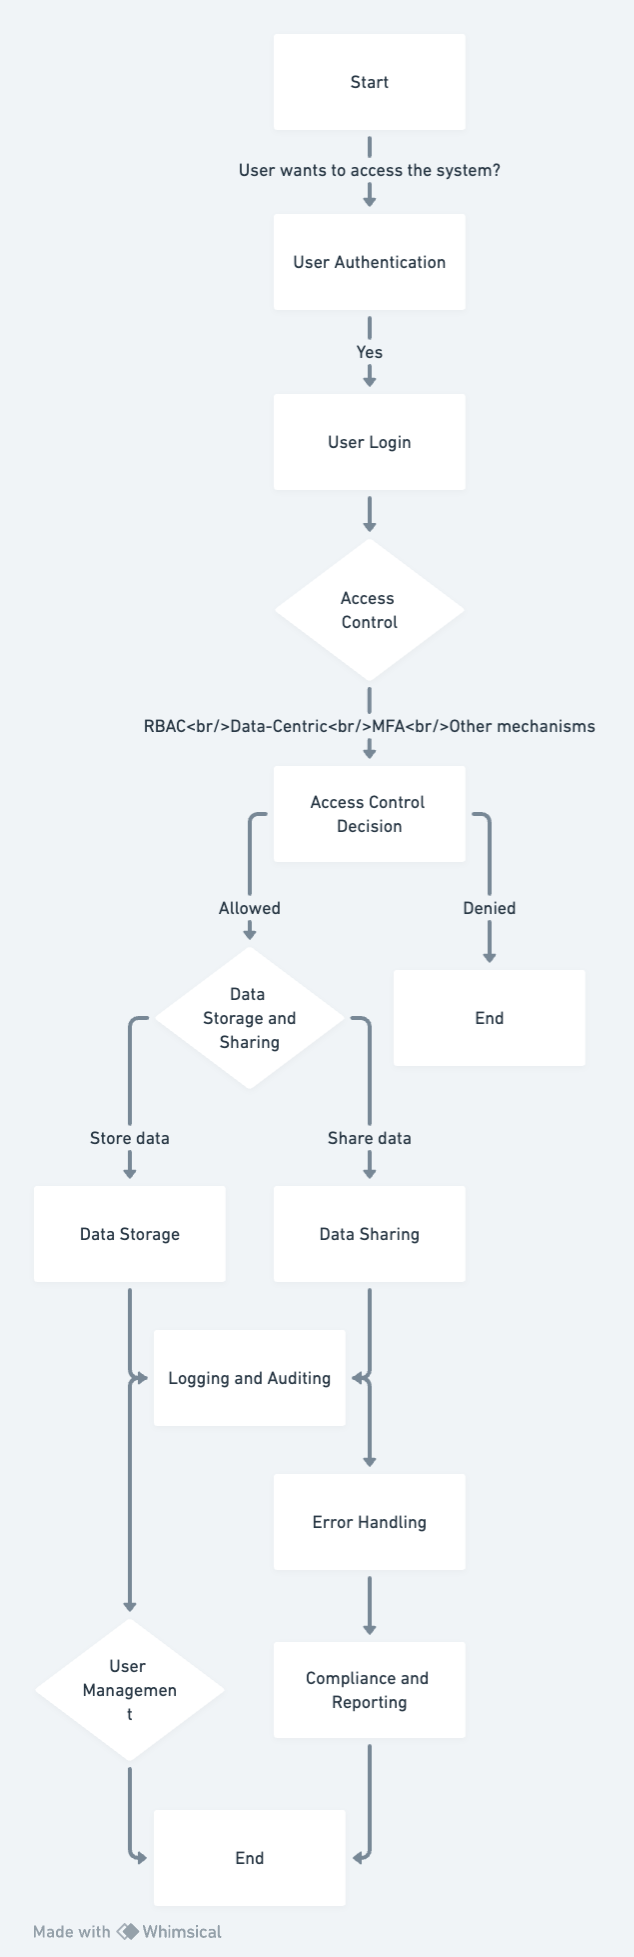 Start
User wants to access the system?
User Authentication
Yes
User Login
Access
Control
RBAC<br/>Data-Centric<br/>MFA<br/>Other mechanisms
Access Control
Decision
Allowed
Denied
Data
Storage and
Sharing
End
Store data
Share data
Data Storage
Data Sharing
Logging and Auditing
Error Handling
User
Managemen
t
Compliance and
Reporting
End
Made with Whimsical